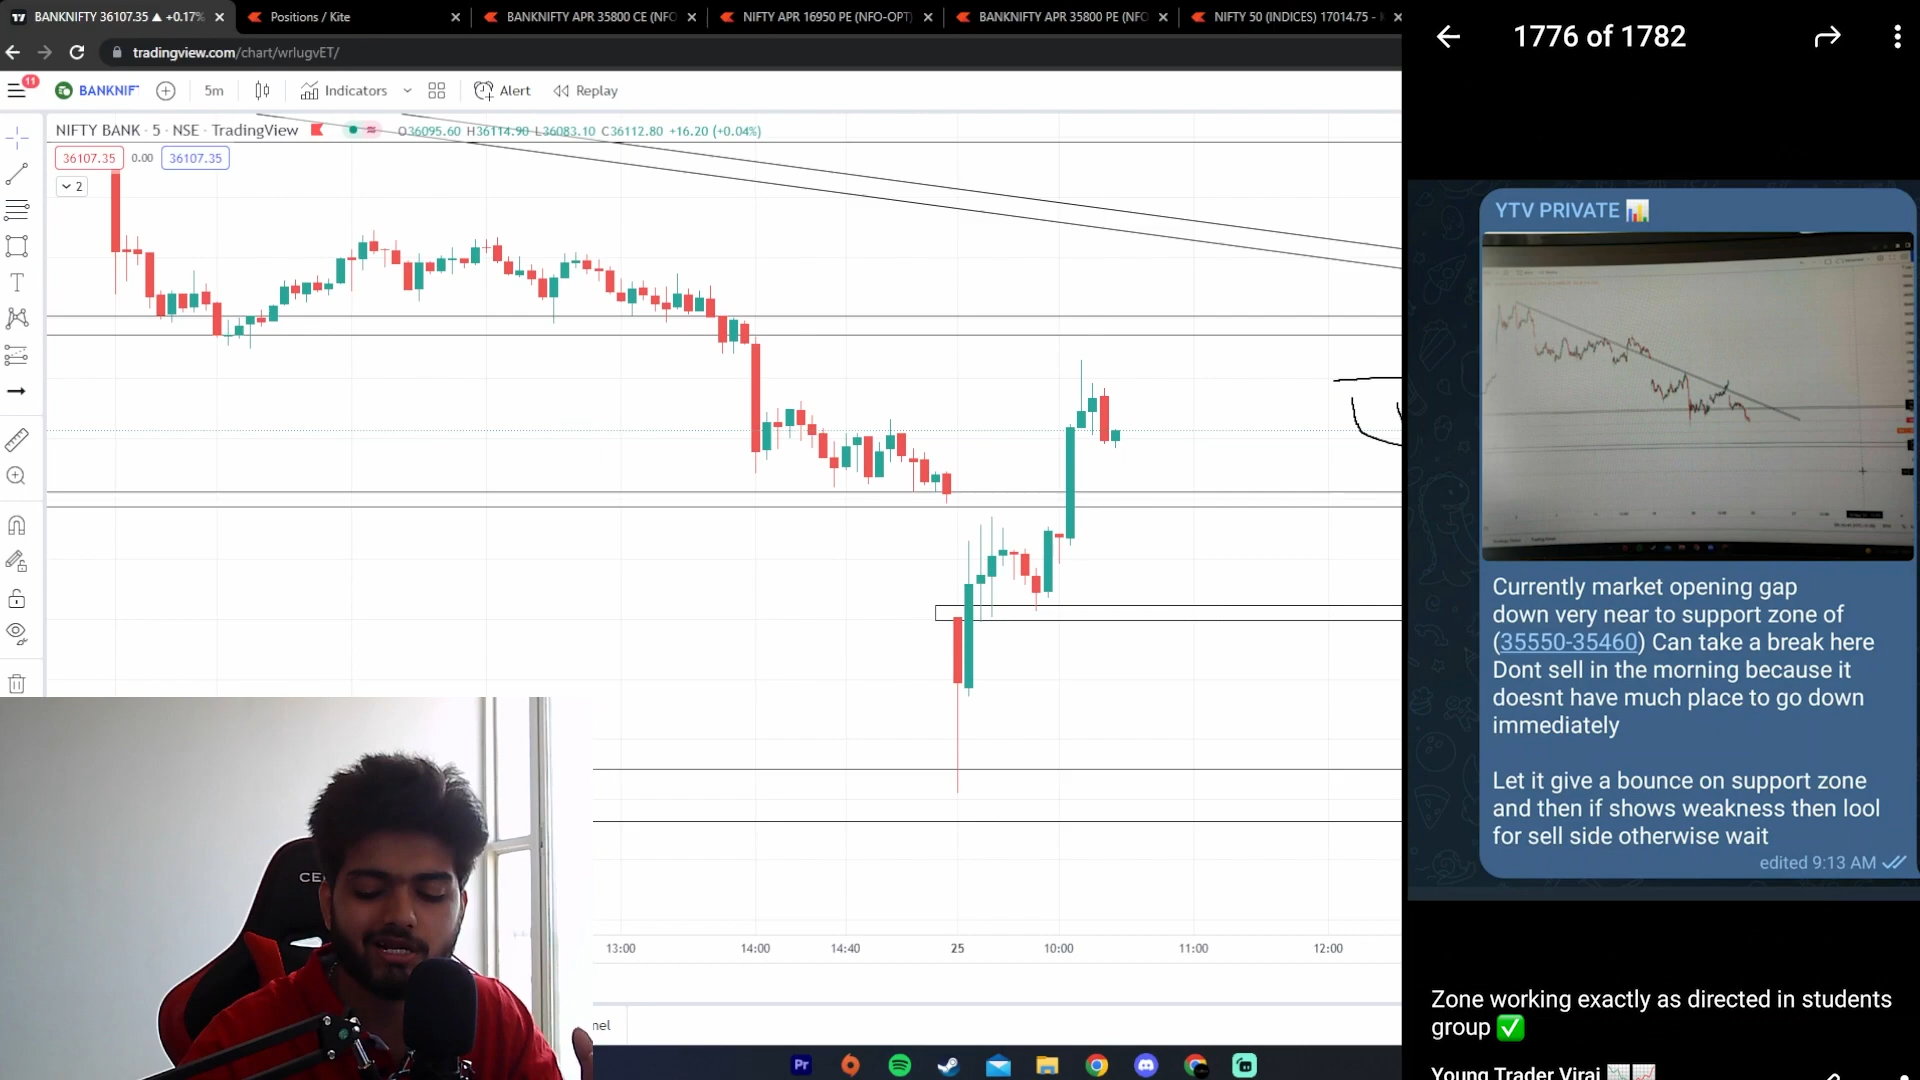 BANKNIFTY 36107.35 ▲ +0.17%
Positions / Kite
BANKNIFTY APR 35800 CE (NFO
NIFTY APR 16950 PE (NFO-OPT)
BANKNIFTY APR 35800 PE (NFO
NIFTY 50 (INDICES) 17014.75 -
tradingview.com/chart/wrlugvET/
11
BANKNIF
5m
Indicators
Alert
Replay
NIFTY BANK · 5 · NSE · TradingView
O36095.60 H36114.90 L36083.10 C36112.80 +16.20 (+0.04%)
36107.35 0.00 36107.35
2
13:00
14:00
14:40
25
10:00
11:00
12:00
nel
CE
Pr
1776 of 1782
YTV PRIVATE 📊
Currently market opening gap
down very near to support zone of
(35550-35460) Can take a break here
Dont sell in the morning because it
doesnt have much place to go down
immediately
Let it give a bounce on support zone
and then if shows weakness then lool
for sell side otherwise wait
edited 9:13 AM
Zone working exactly as directed in students
group ✅
Young Trader Viraj